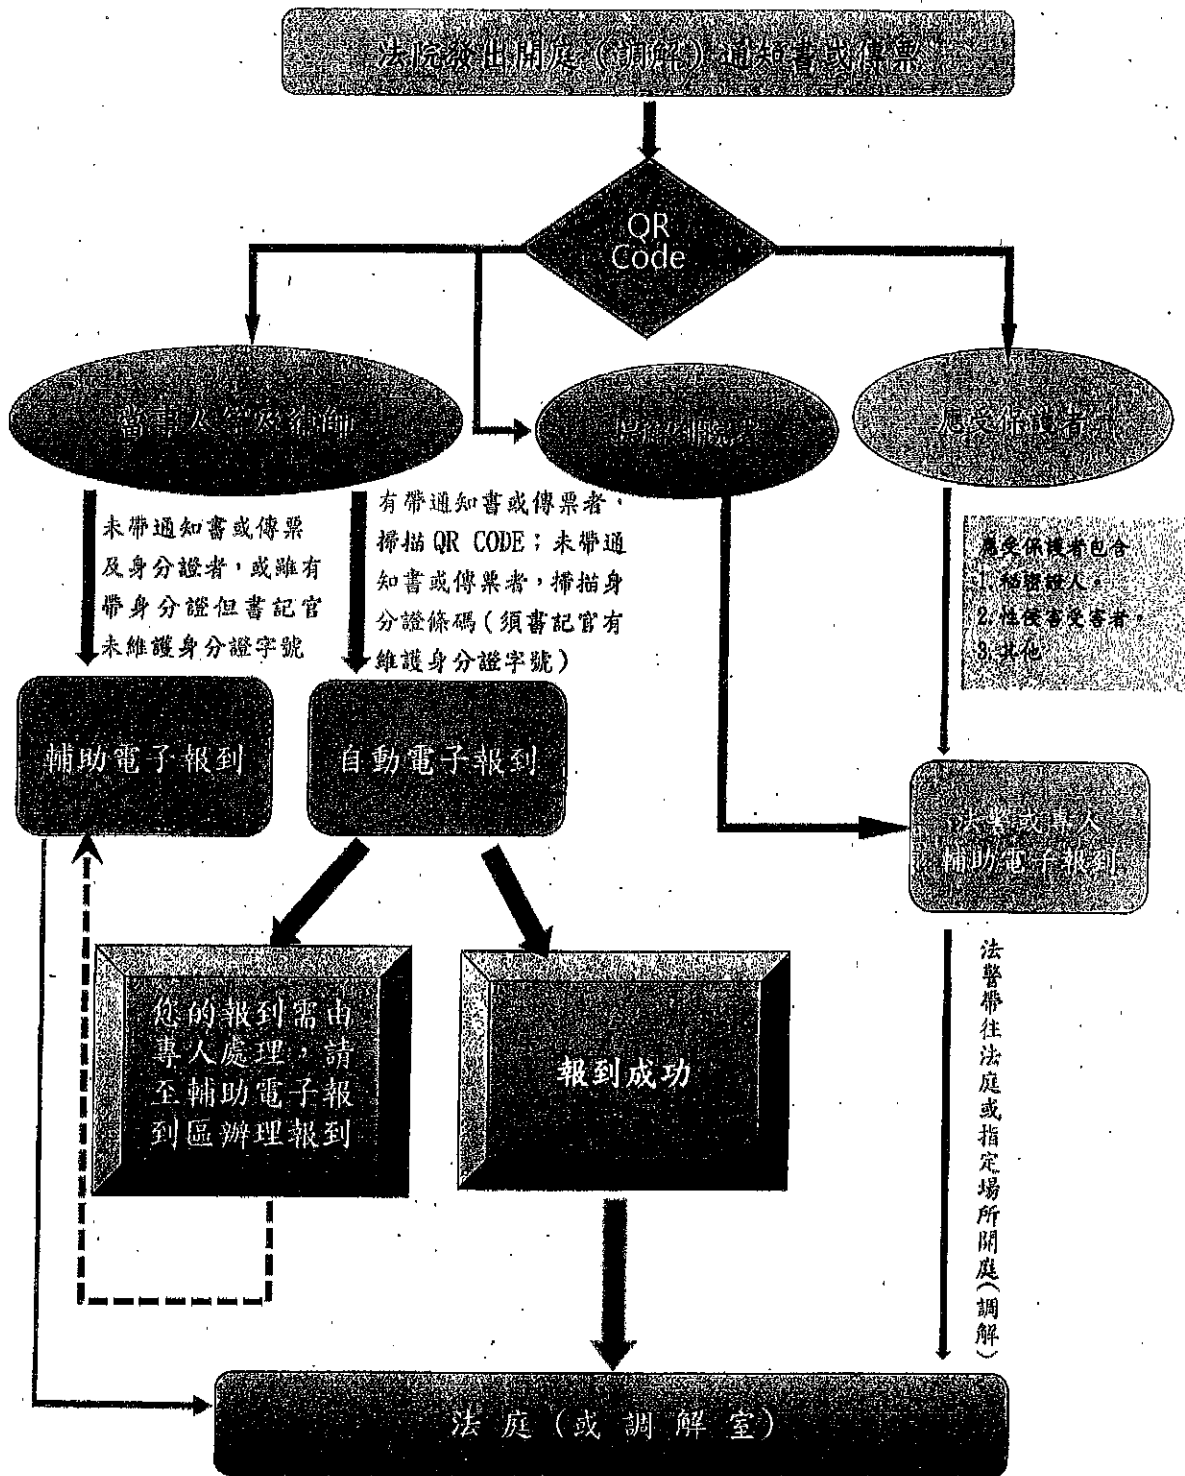 法院發出開庭（調解）通知書或傳票
QR
Code
當事人等及律師
應受保護者
未帶通知書或傳票
及身分證者，或雖有
帶身分證但書記官
未維護身分證字號
有帶通知書或傳票者，
掃描QR CODE；未帶通
知書或傳票者，掃描身
分證條碼(須書記官有
維護身分證字號)
應受保護者包含
1.秘密證人。
2.性侵害受害者。
3.其他
輔助電子報到
自動電子報到
法警或專人
輔助電子報到
您的報到需由
專人處理，請
至輔助電子報
到區辦理報到
報到成功
法警帶往法庭或指定場所開庭(調解)
法庭(或調解室)